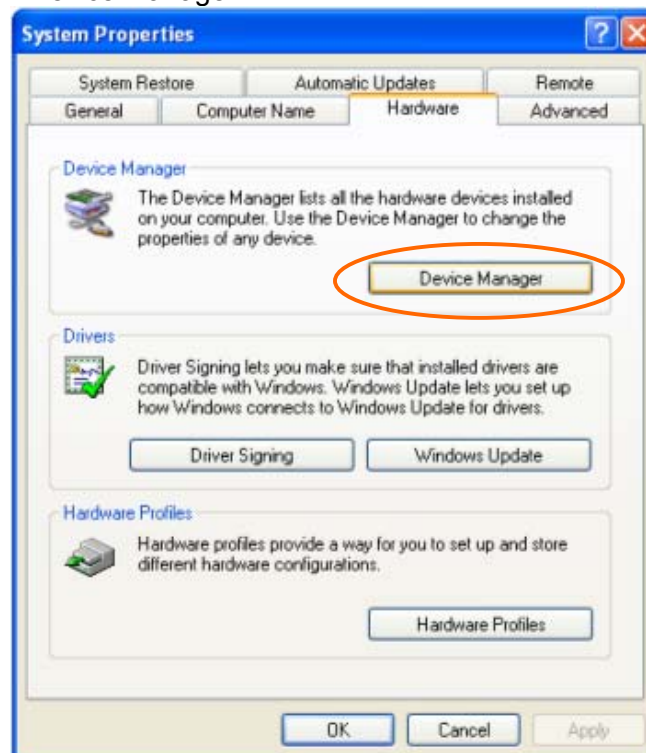 System Properties
System Restore Automatic Updates Remote
General Computer Name Hardware Advanced
Device Manager
The Device Manager lists all the hardware devices installed
on your computer. Use the Device Manager to change the
properties of any device.
Device Manager
Drivers
Driver Signing lets you make sure that installed drivers are
compatible with Windows. Windows Update lets you set up
how Windows connects to Windows Update for drivers.
Driver Signing Windows Update
Hardware Profiles
Hardware profiles provide a way for you to set up and store
different hardware configurations.
Hardware Profiles
OK Cancel Apply